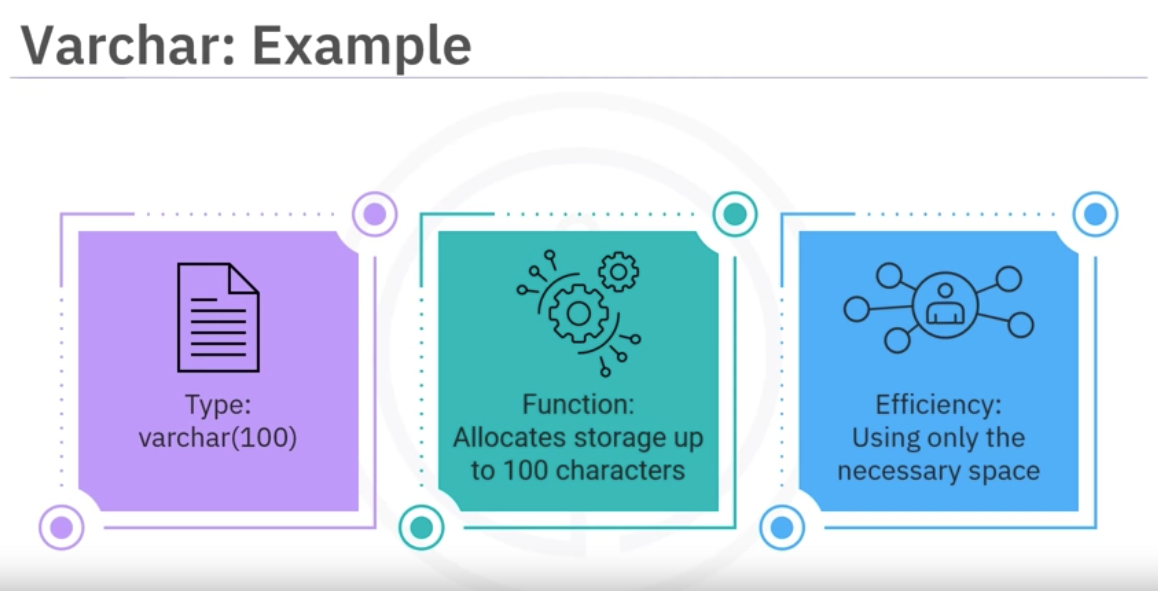 Varchar: Example
Type:
varchar(100)
Function:
Allocates storage up
to 100 characters
Efficiency:
Using only the
necessary space